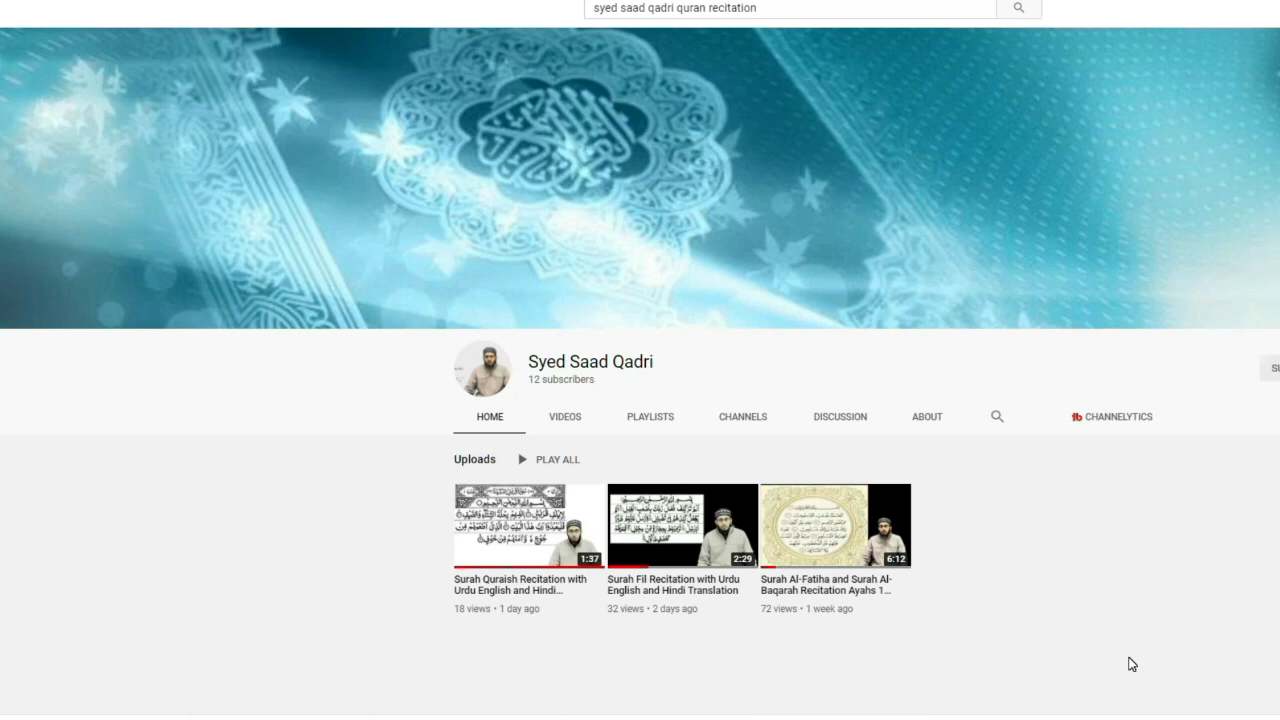 syed saad qadri quran recitation
Syed Saad Qadri
12 subscribers
HOME VIDEOS PLAYLISTS CHANNELS DISCUSSION ABOUT CHANNELYTICS
Uploads PLAY ALL
1:37 2:29 6:12
Surah Quraish Recitation with
Urdu English and Hindi...
18 views • 1 day ago
Surah Fil Recitation with Urdu
English and Hindi Translation
32 views • 2 days ago
Surah Al-Fatiha and Surah Al-
Baqarah Recitation Ayahs 1...
72 views • 1 week ago